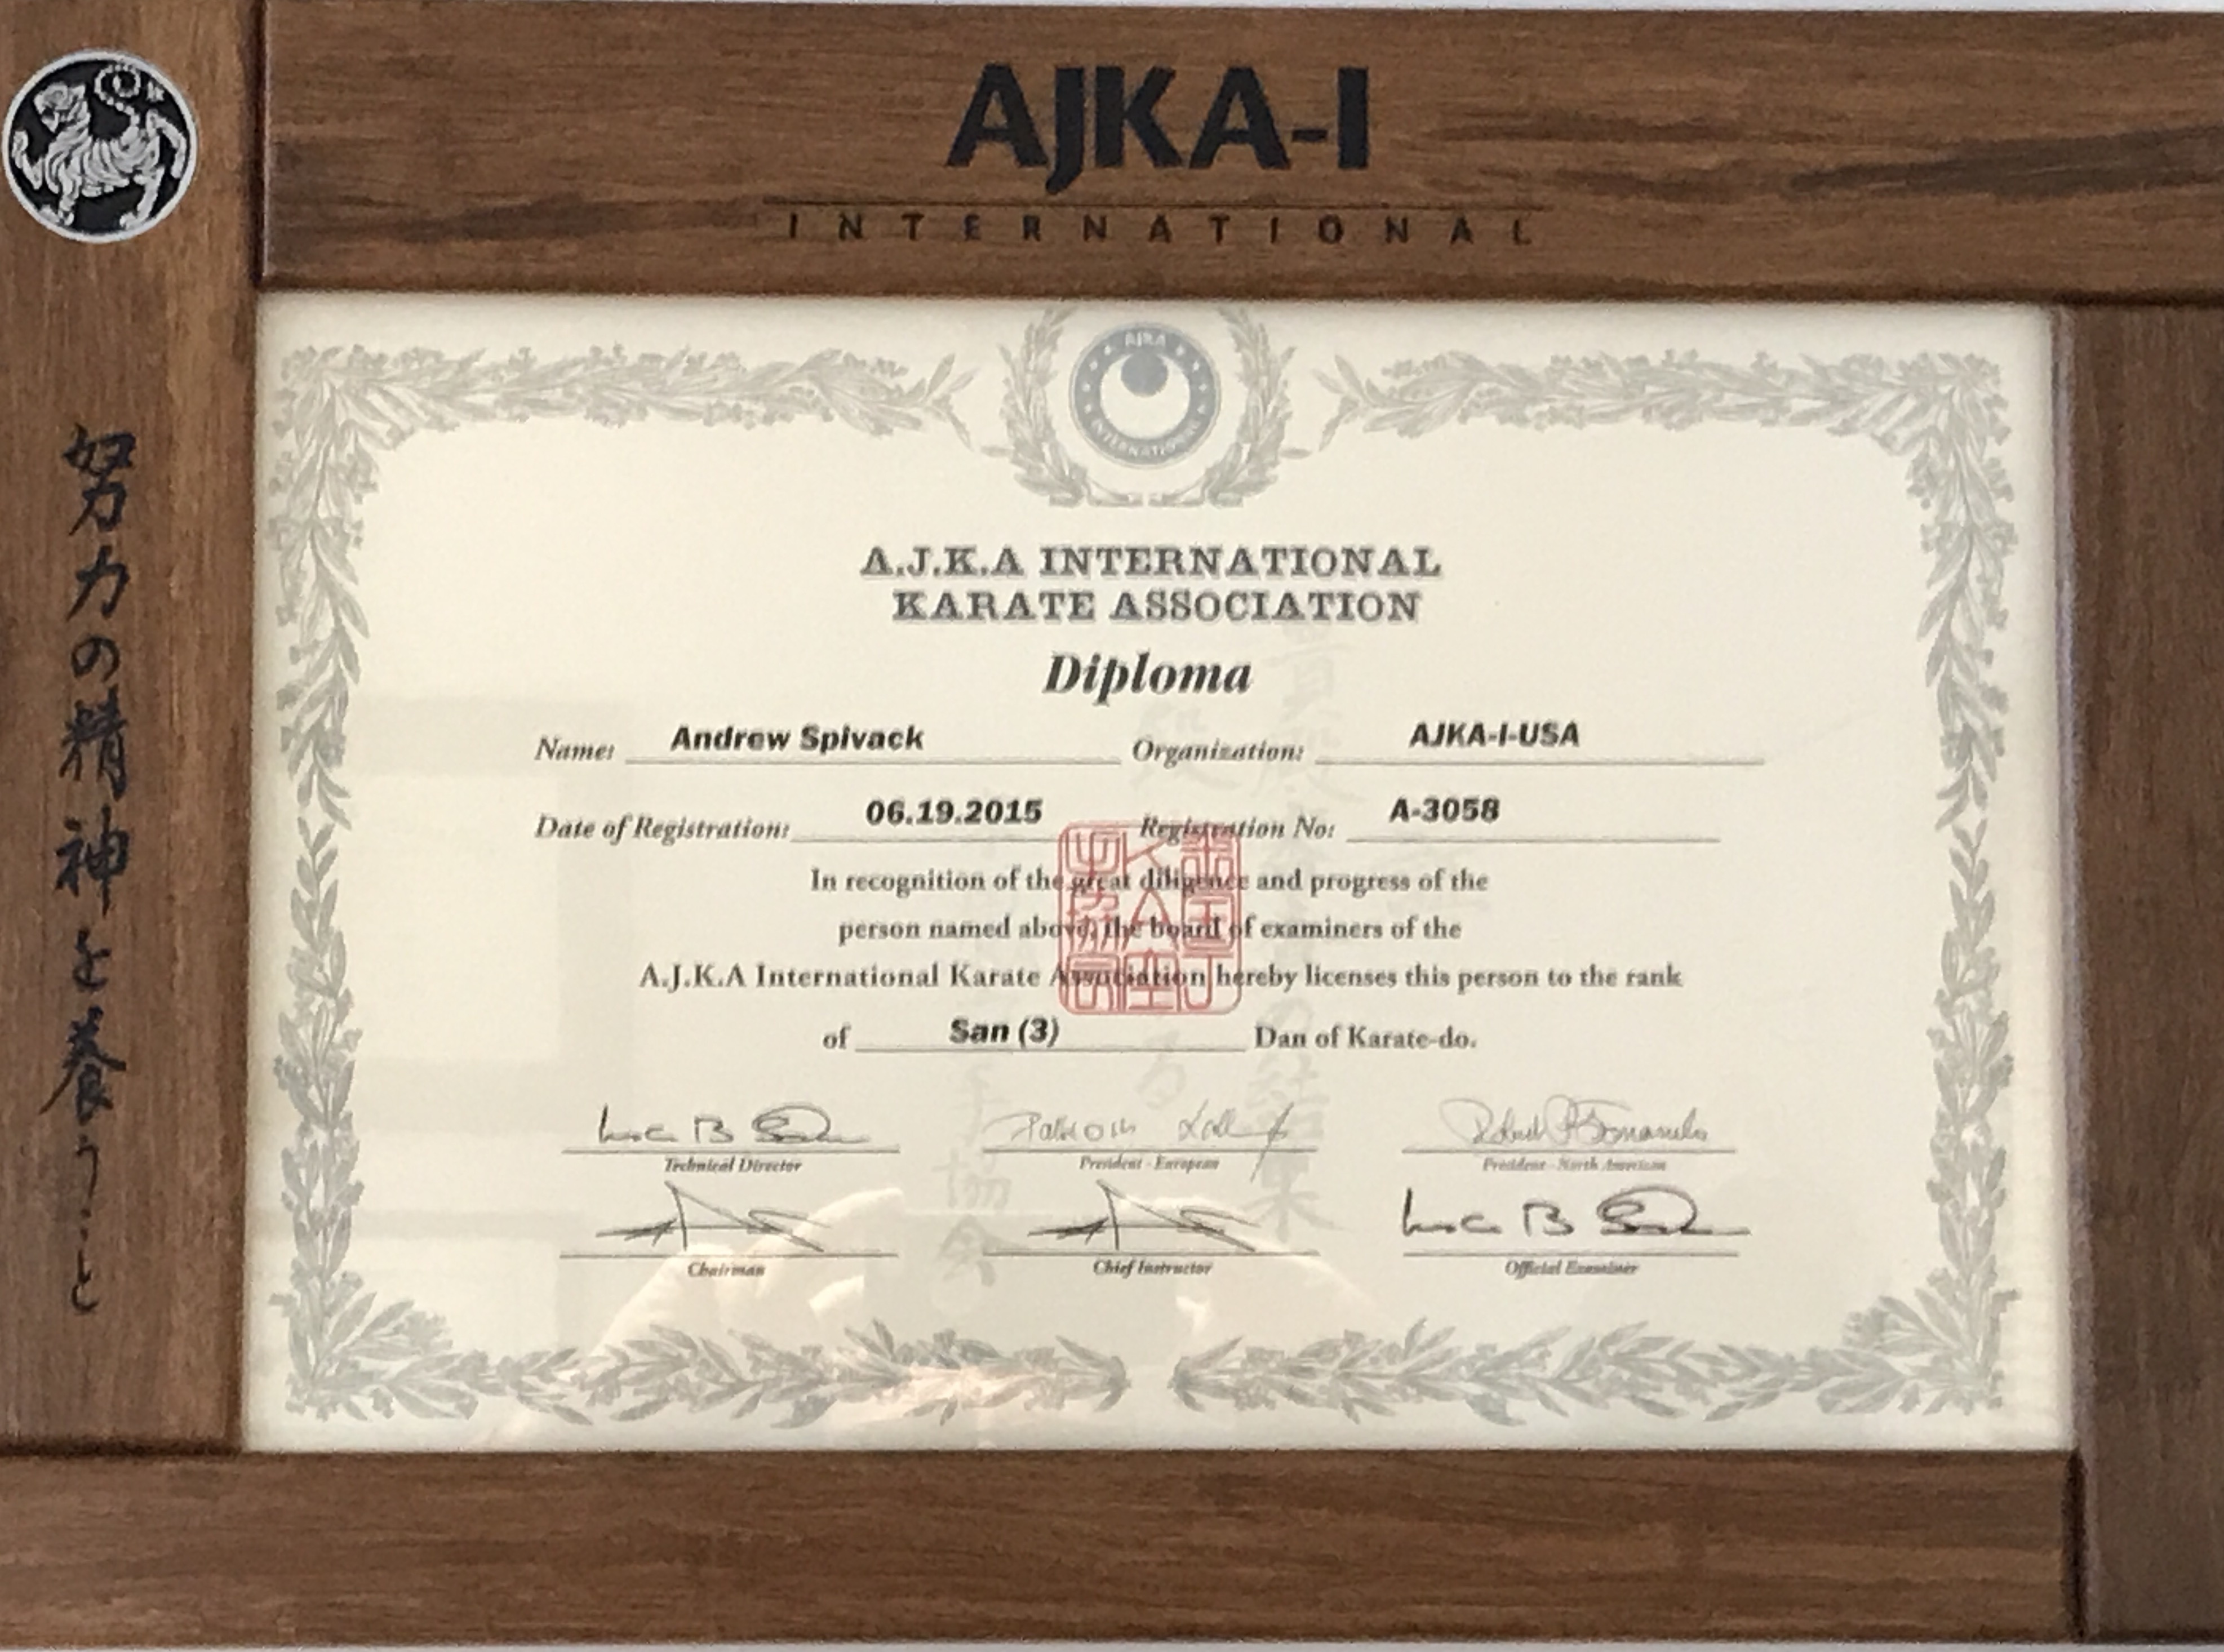 AJKA-I
INTERNATIONAL
努力の精神を養うこと
AJKA
INTERNATIONAL
A.J.K.A INTERNATIONAL
KARATE ASSOCIATION
Diploma
Name: Andrew Spivack Organization: AJKA-I-USA
Date of Registration: 06.19.2015 Registration No: A-3058
In recognition of the great diligence and progress of the
person named above, the board of examiners of the
A.J.K.A International Karate Association hereby licenses this person to the rank
of San (3) Dan of Karate-do.
Technical Director President - European President - North American
Chairman Chief Instructor Official Examiner